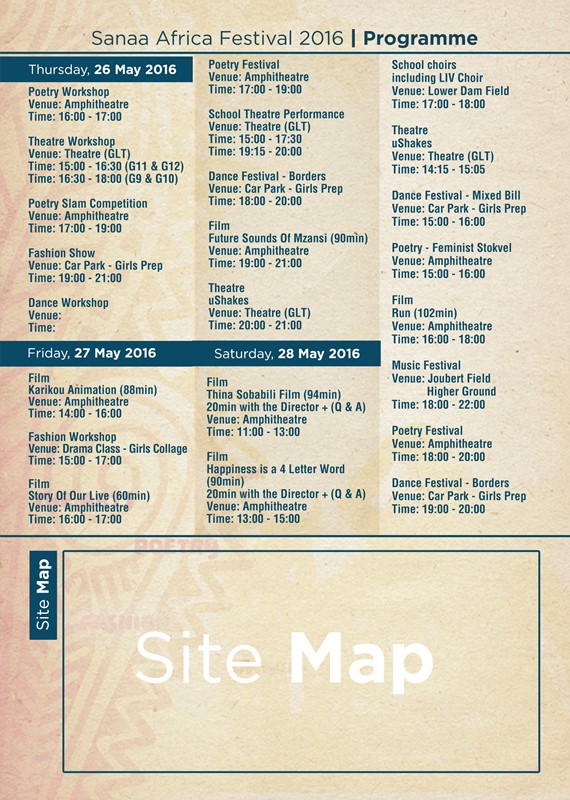 Sanaa Africa Festival 2016 | Programme
Thursday, 26 May 2016
Poetry Workshop
Venue: Amphitheatre
Time: 16:00 - 17:00
Theatre Workshop
Venue: Theatre (GLT)
Time: 15:00 - 16:30 (G11 & G12)
Time: 16:30 - 18:00 (G9 & G10)
Poetry Slam Competition
Venue: Amphitheatre
Time: 17:00 - 19:00
Fashion Show
Venue: Car Park - Girls Prep
Time: 19:00 - 21:00
Dance Workshop
Venue:
Time:
Friday, 27 May 2016
Film
Karikou Animation (88min)
Venue: Amphitheatre
Time: 14:00 - 16:00
Fashion Workshop
Venue: Drama Class - Girls Collage
Time: 15:00 - 17:00
Film
Story Of Our Live (60min)
Venue: Amphitheatre
Time: 16:00 - 17:00
Poetry Festival
Venue: Amphitheatre
Time: 17:00 - 19:00
School Theatre Performance
Venue: Theatre (GLT)
Time: 15:00 - 17:30
Time: 19:15 - 20:00
Dance Festival - Borders
Venue: Car Park - Girls Prep
Time: 18:00 - 20:00
Film
Future Sounds Of Mzansi (90min)
Venue: Amphitheatre
Time: 19:00 - 21:00
Theatre
uShakes
Venue: Theatre (GLT)
Time: 20:00 - 21:00
Saturday, 28 May 2016
Film
Thina Sobabili Film (94min)
20min with the Director + (Q & A)
Venue: Amphitheatre
Time: 11:00 - 13:00
Film
Happiness is a 4 Letter Word
(90min)
20min with the Director + (Q & A)
Venue: Amphitheatre
Time: 13:00 - 15:00
School choirs
including LIV Choir
Venue: Lower Dam Field
Time: 17:00 - 18:00
Theatre
uShakes
Venue: Theatre (GLT)
Time: 14:15 - 15:05
Dance Festival - Mixed Bill
Venue: Car Park - Girls Prep
Time: 15:00 - 16:00
Poetry - Feminist Stokvel
Venue: Amphitheatre
Time: 15:00 - 16:00
Film
Run (102min)
Venue: Amphitheatre
Time: 16:00 - 18:00
Music Festival
Venue: Joubert Field
Higher Ground
Time: 18:00 - 22:00
Poetry Festival
Venue: Amphitheatre
Time: 18:00 - 20:00
Dance Festival - Borders
Venue: Car Park - Girls Prep
Time: 19:00 - 20:00
POETRY
FASHION
Site Map
Site Map